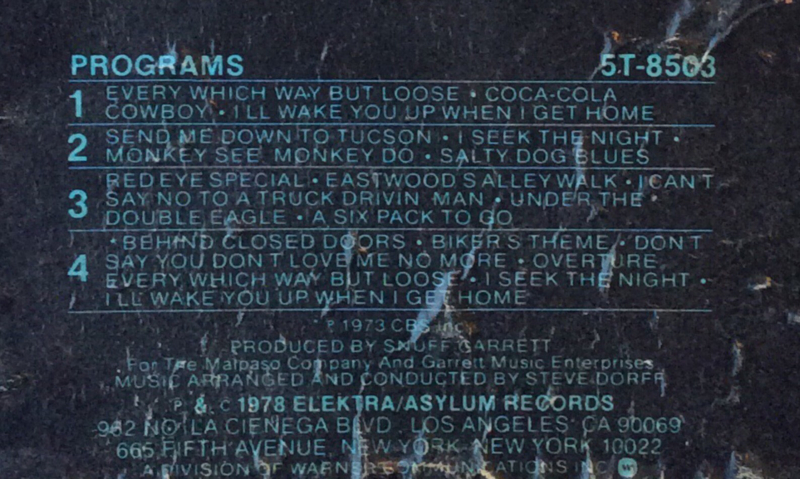 PROGRAMS 5T-8503
1 EVERY WHICH WAY BUT LOOSE • COCA-COLA
COWBOY • I LL WAKE YOU UP WHEN I GET HOME
2 SEND ME DOWN TO TUCSON • I SEEK THE NIGHT •
MONKEY SEE MONKEY DO • SALTY DOG BLUES
3 RED EYE SPECIAL • EASTWOOD S ALLEY WALK • I CAN T
SAY NO TO A TRUCK DRIVIN MAN • UNDER THE
DOUBLE EAGLE • A SIX PACK TO GO
4 •BEHIND CLOSED DOORS • BIKER S THEME • DON T
SAY YOU DON T LOVE ME NO MORE • OVERTURE
EVERY WHICH WAY BUT LOOSE • I SEEK THE NIGHT •
I LL WAKE YOU UP WHEN I GET HOME
• ℗ 1973 CBS Inc
PRODUCED BY SNUFF GARRETT
For The Malpaso Company And Garrett Music Enterprises
MUSIC ARRANGED AND CONDUCTED BY STEVE DORFF
P & C 1978 ELEKTRA/ASYLUM RECORDS
962 NO LA CIENEGA BLVD LOS ANGELES CA 90069
665 FIFTH AVENUE, NEW YORK NEW YORK 10022
A DIVISION OF WARNER COMMUNICATIONS INC